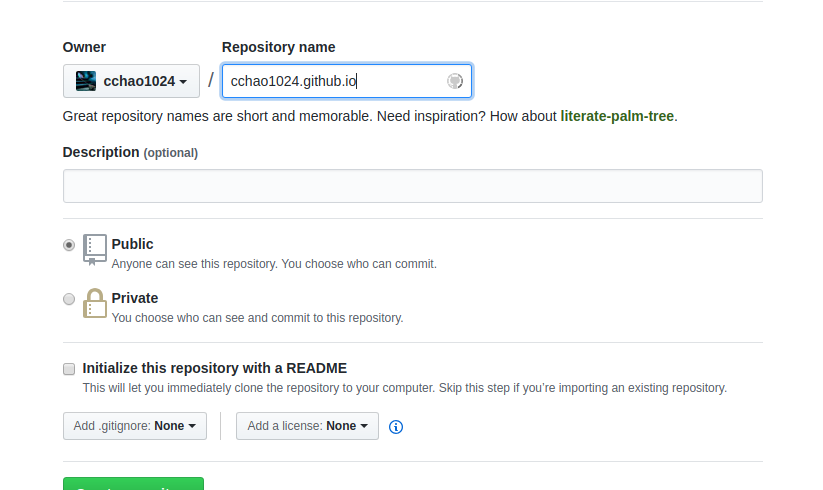 Owner Repository name
cchao1024 / cchao1024.github.io
Great repository names are short and memorable. Need inspiration? How about literate-palm-tree.
Description (optional)
Public
Anyone can see this repository. You choose who can commit.
Private
You choose who can see and commit to this repository.
Initialize this repository with a README
This will let you immediately clone the repository to your computer. Skip this step if you’re importing an existing repository.
Add .gitignore: None Add a license: None